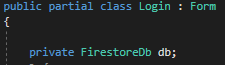 public partial class Login : Form
{
private FirestoreDb db;